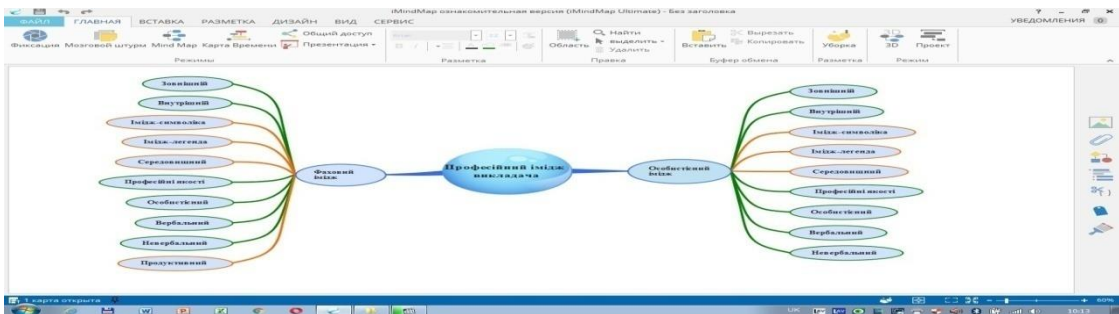 iMindMap ознакомительная версия (iMindMap Ultimate) - Без заголовка
ФАЙЛ ГЛАВНАЯ ВСТАВКА РАЗМЕТКА ДИЗАЙН ВИД СЕРВИС УВЕДОМЛЕНИЯ
Фиксация Мозговой штурм Mind Map Карта Времени
Общий доступ
Презентация
Область
Найти
Выделить
Удалить
Вставить
Вырезать
Копировать
Уборка
3D
Проект
Режимы Разметка Правка Буфер обмена Разметка Режим
Професійний імідж
викладача
Фаховий
імідж
Зовнішній
Внутрішній
Імідж-символіка
Імідж-легенда
Середовищний
Професійні якості
Особистісний
Вербальний
Невербальний
Продуктивний
Особистісний
імідж
Зовнішній
Внутрішній
Імідж-символіка
Імідж-легенда
Середовищний
Професійні якості
Особистісний
Вербальний
Невербальний
1 карта открыта
60%
UK
10:13